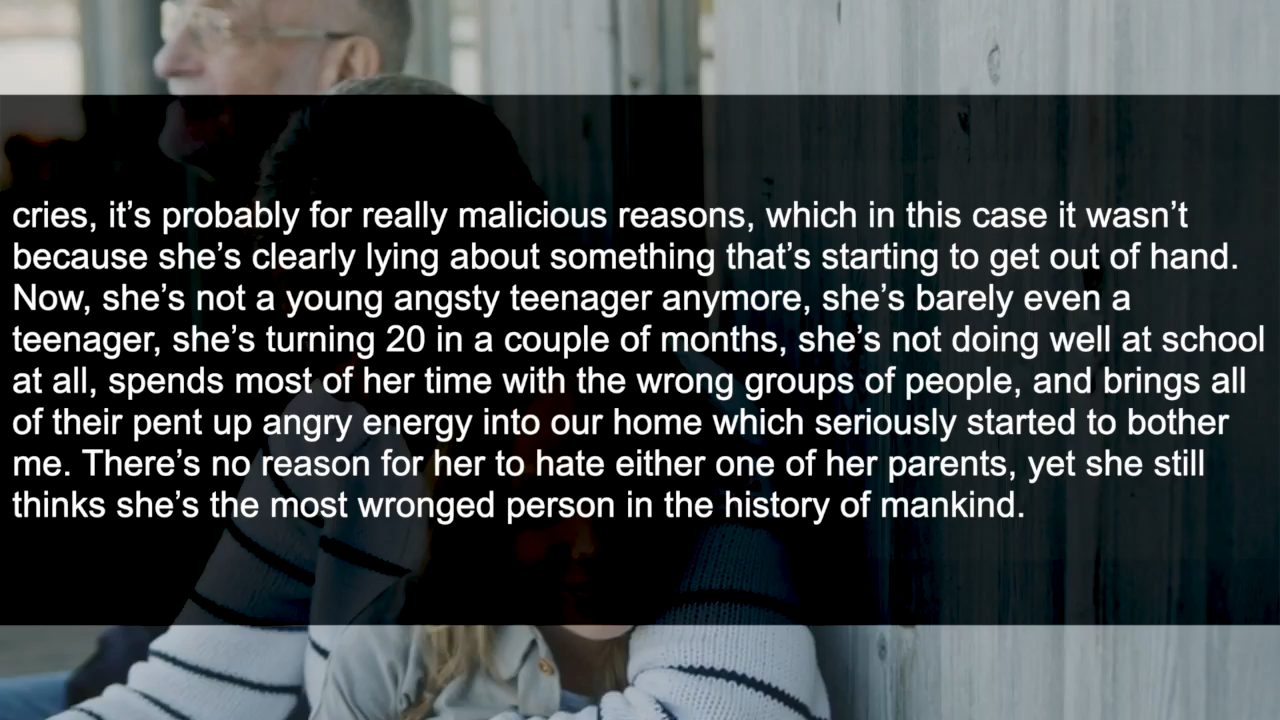 cries, it’s probably for really malicious reasons, which in this case it wasn’t
because she’s clearly lying about something that’s starting to get out of hand.
Now, she’s not a young angsty teenager anymore, she’s barely even a
teenager, she’s turning 20 in a couple of months, she’s not doing well at school
at all, spends most of her time with the wrong groups of people, and brings all
of their pent up angry energy into our home which seriously started to bother
me. There’s no reason for her to hate either one of her parents, yet she still
thinks she’s the most wronged person in the history of mankind.